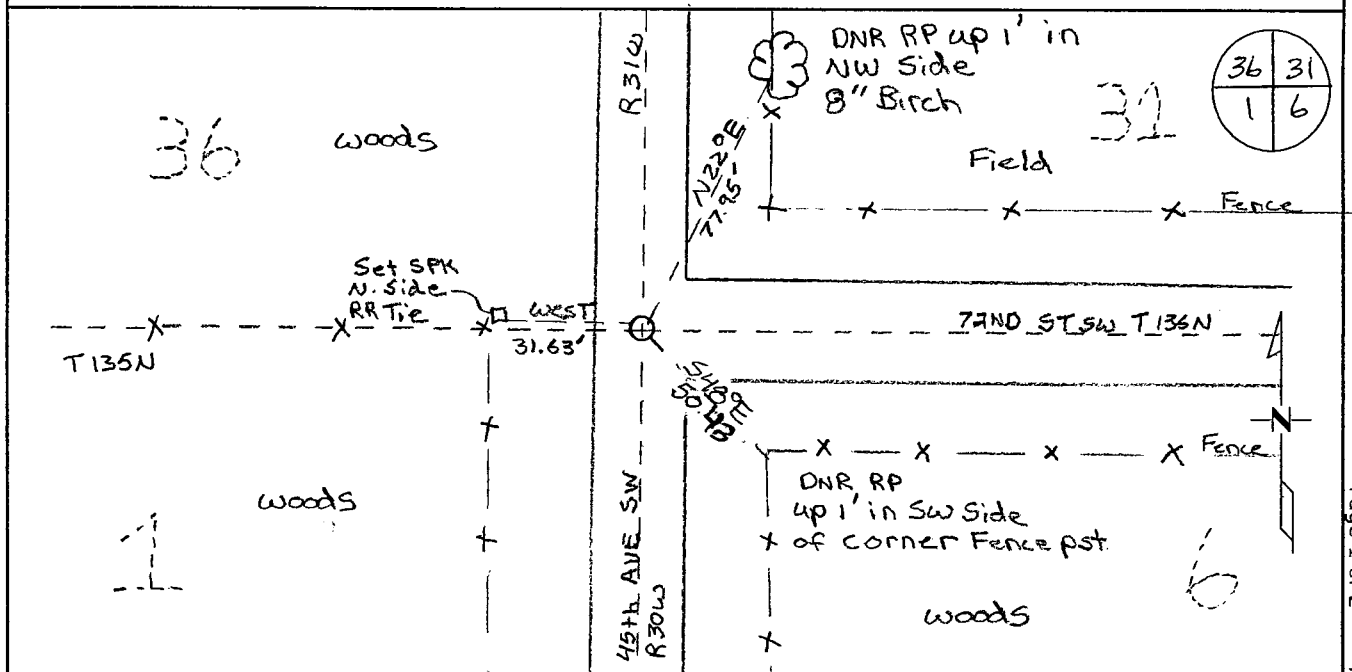 36
woods
R31W
DNR RP up 1' in
NW Side
8" Birch
31
36 31
1 6
Field
N22°E
77.95'
Fence
Set SPK
N. Side
RR Tie
West
31.63'
T135N
72ND ST SW T136N
N
S48°E
Fence
DNR RP
up 1' in SW Side
of corner Fence pst.
woods
1
45th AVE SW
R30W
6
woods